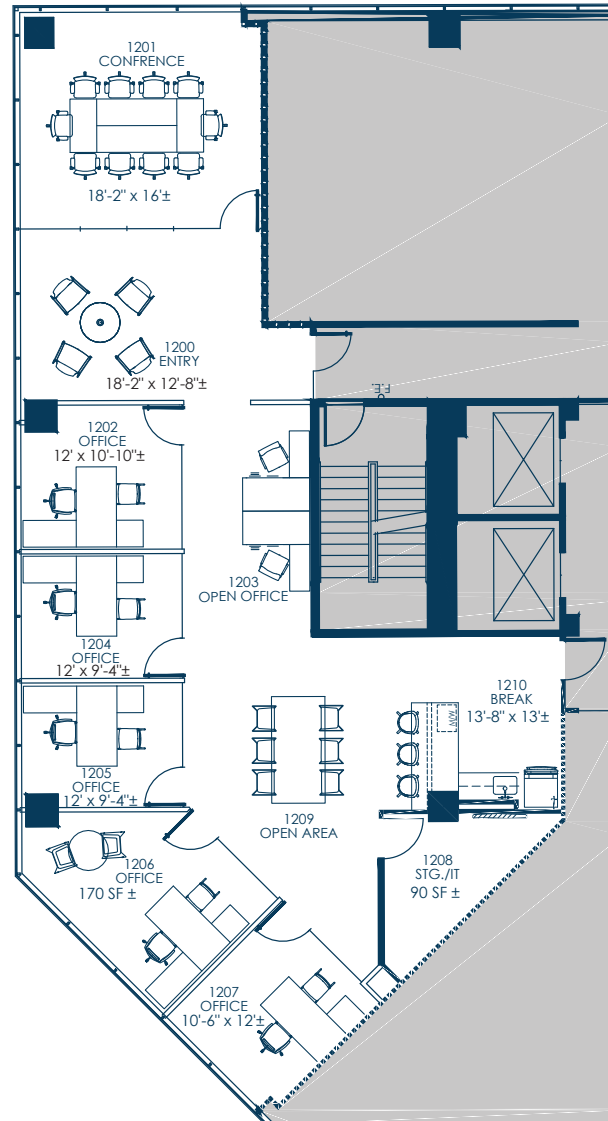 1201
CONFRENCE
18'-2" x 16'±
1200
ENTRY
18'-2" x 12'-8"±
F.E.
1202
OFFICE
12' x 10'-10"±
1203
OPEN OFFICE
1204
OFFICE
12' x 9'-4"±
1210
BREAK
13'-8" x 13'±
M/W
1205
OFFICE
12' x 9'-4"±
1209
OPEN AREA
1206
OFFICE
170 SF ±
1208
STG./IT
90 SF ±
1207
OFFICE
10'-6" x 12'±